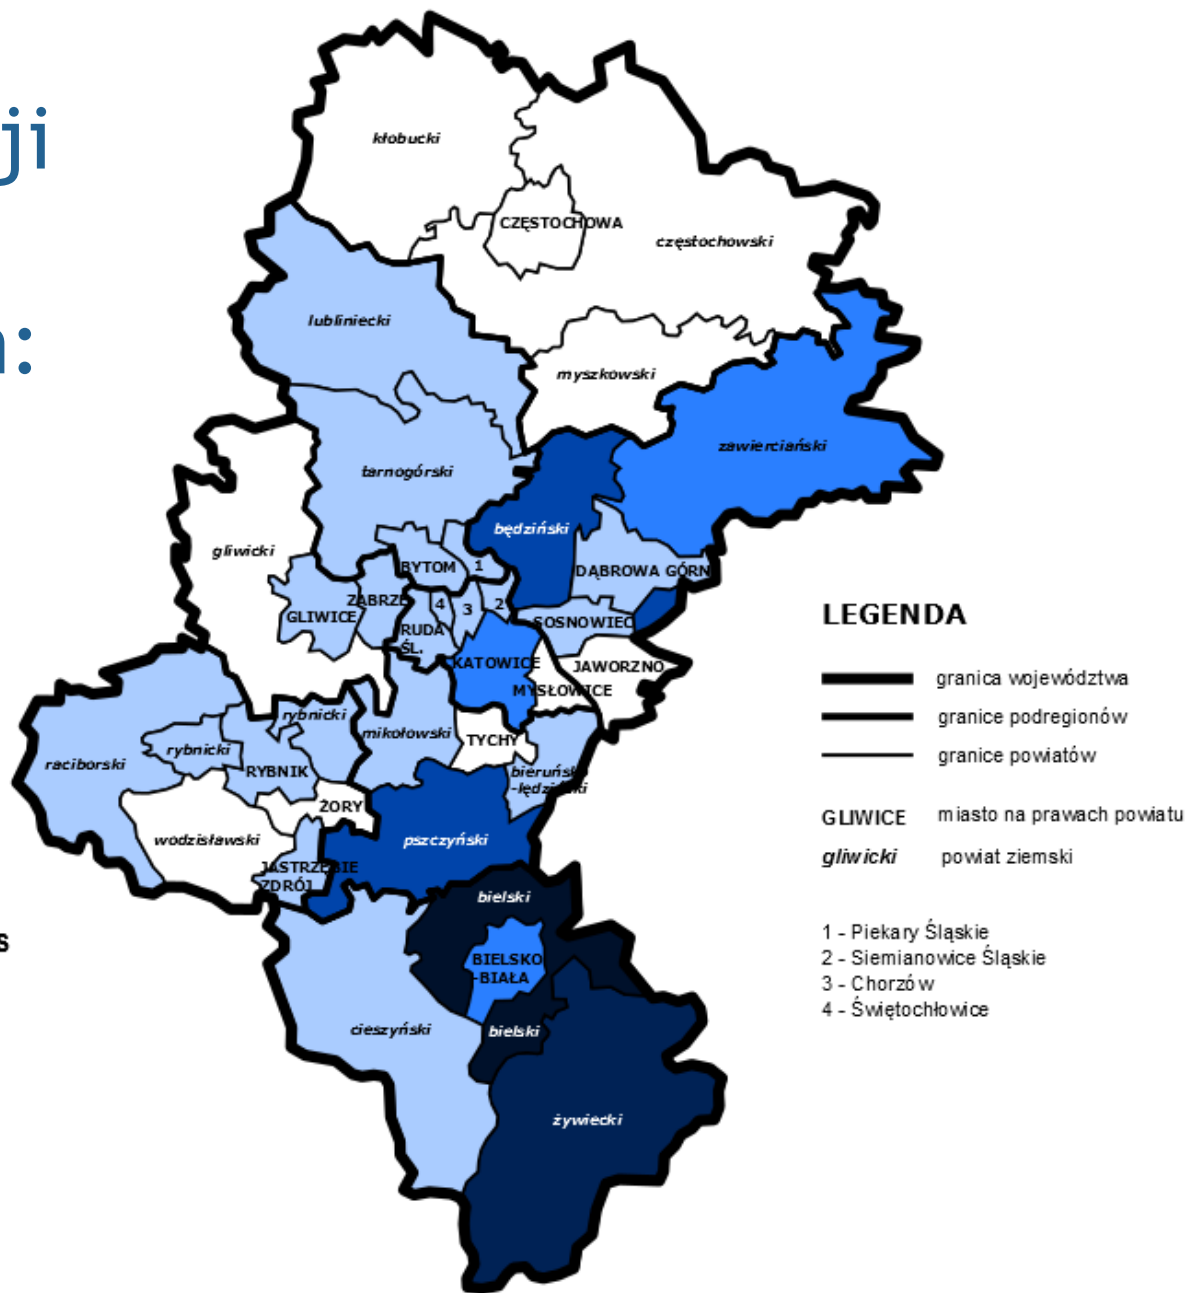 ji
:
kłobucki
CZĘSTOCHOWA
częstochowski
lubliniecki
myszkowski
zawierciański
tarnogórski
będziński
gliwicki
BYTOM
1
DĄBROWA GÓRN
ZABRZE
4
3
2
GLIWICE
RUDA
ŚL.
SOSNOWIEC
KATOWICE
JAWORZNO
MYSŁOWICE
rybnicki
mikołowski
TYCHY
rybnicki
raciborski
RYBNIK
bieruńsko
-lędziński
ŻORY
wodzisławski
pszczyński
JASTRZĘBIE
ZDRÓJ
bielski
s
BIELSKO
-BIAŁA
cieszyński
bielski
żywiecki
LEGENDA
granica województwa
granice podregionów
granice powiatów
GLIWICE miasto na prawach powiatu
gliwicki powiat ziemski
1 - Piekary Śląskie
2 - Siemianowice Śląskie
3 - Chorzów
4 - Świętochłowice